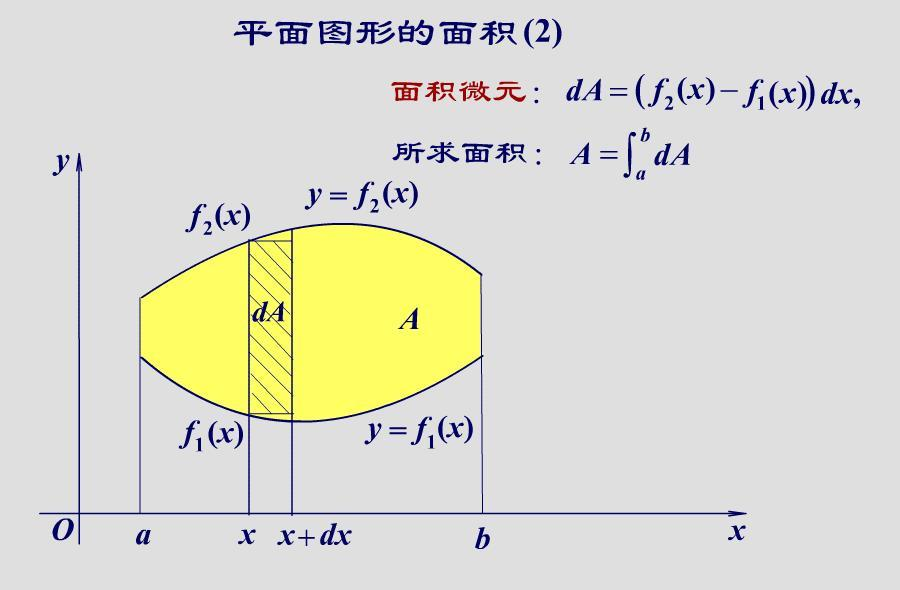 平面图形的面积(2)
面积微元： dA = (f₂(x) − f₁(x))dx,
所求面积： A = ∫ₐᵇ dA
y
y = f₂(x)
f₂(x)
dA
A
f₁(x)
y = f₁(x)
O a x x+dx b x